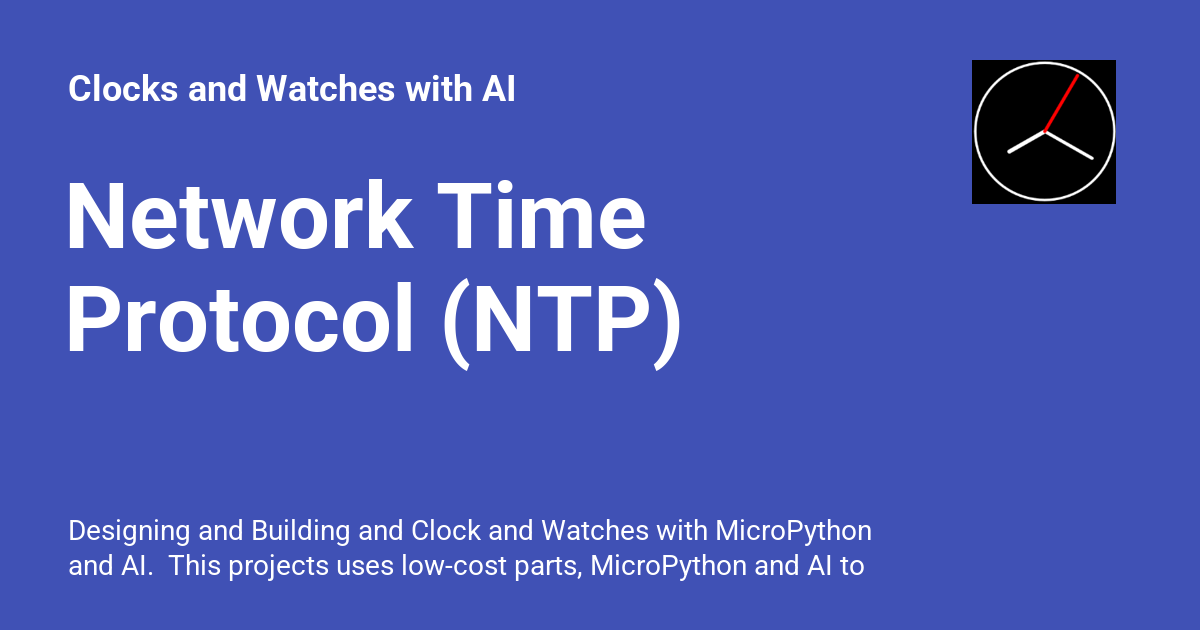 Clocks and Watches with AI
Network Time
Protocol (NTP)
Designing and Building and Clock and Watches with MicroPython
and AI.  This projects uses low-cost parts, MicroPython and AI to